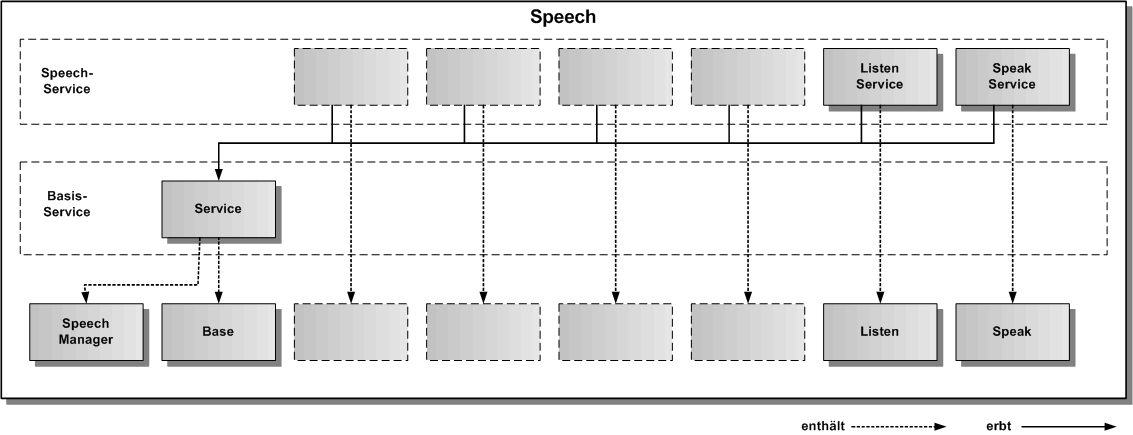 Speech
Speech-
Service
Listen
Service
Speak
Service
Basis-
Service
Service
Speech
Manager
Base
Listen
Speak
enthält
erbt